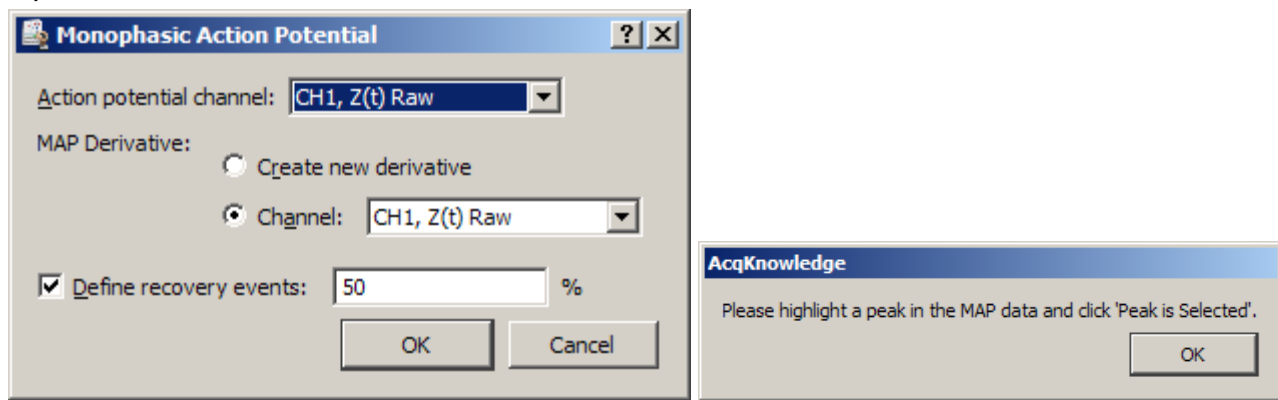 Monophasic Action Potential
Action potential channel: CH1, Z(t) Raw
MAP Derivative:
Create new derivative
Channel: CH1, Z(t) Raw
Define recovery events: 50 %
OK Cancel
AcqKnowledge
Please highlight a peak in the MAP data and click 'Peak is Selected'.
OK